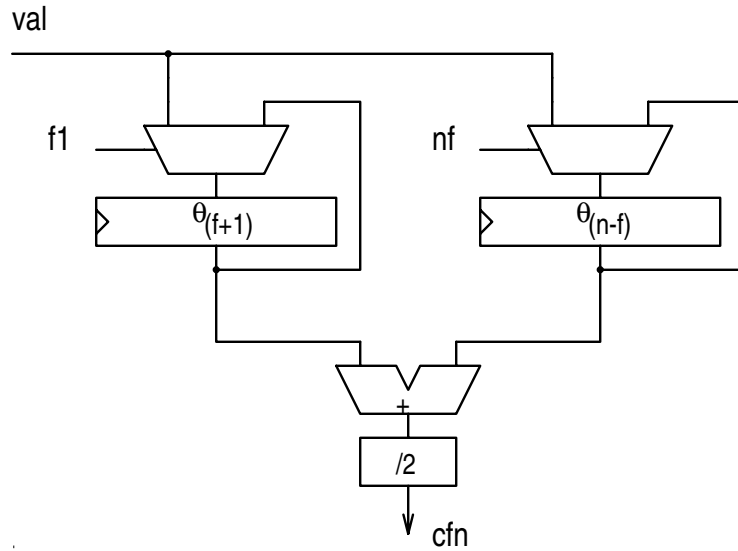 val
f1
nf
θ(f+1)
θ(n-f)
+
/2
cfn